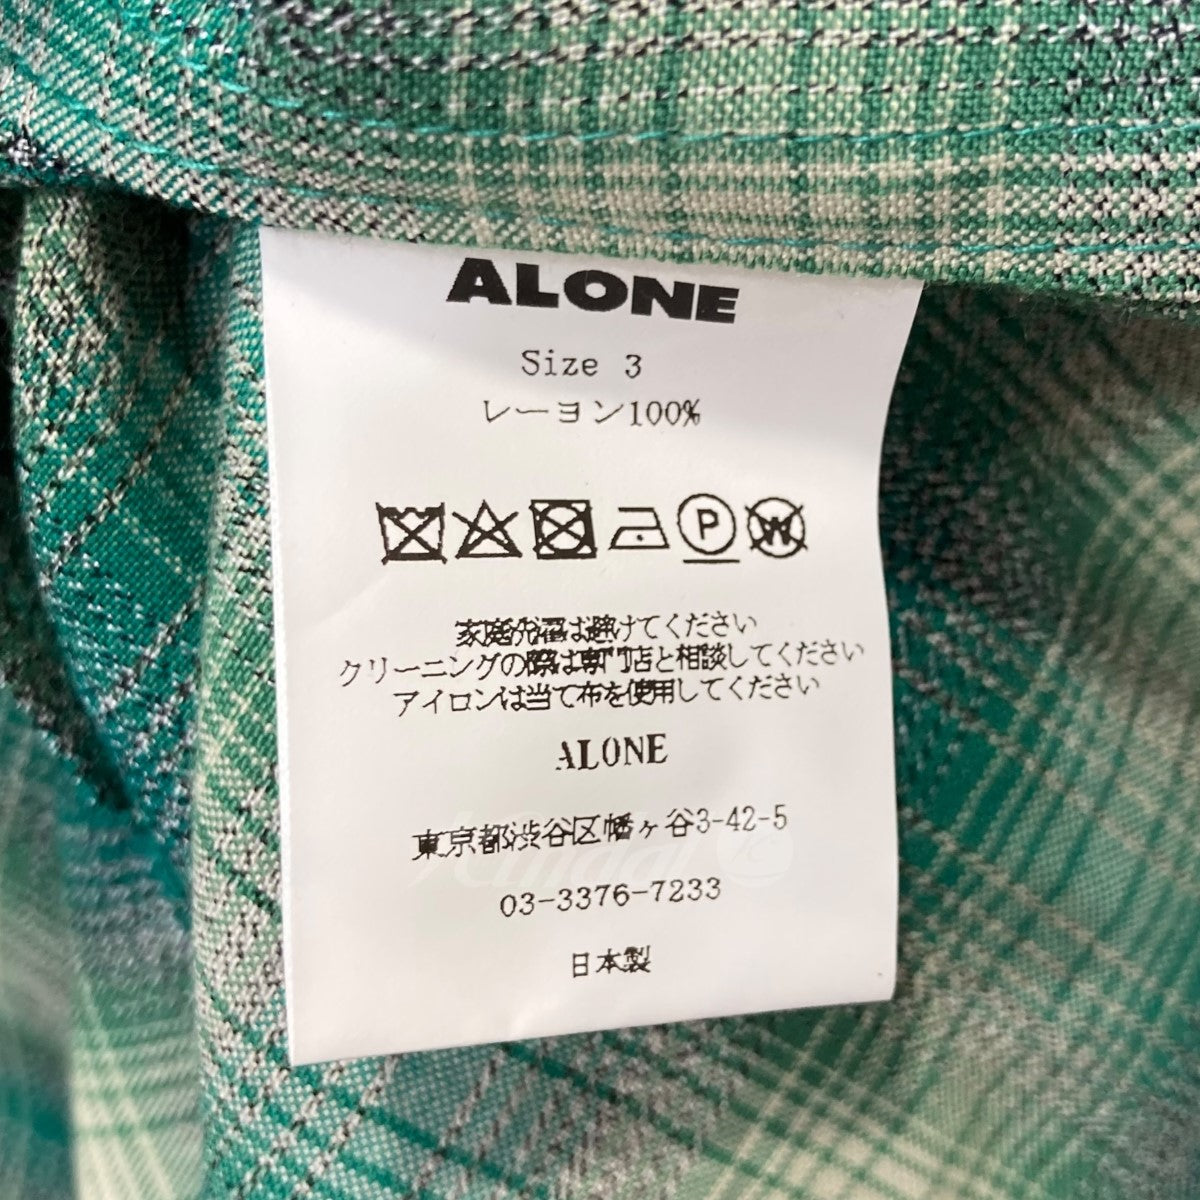 ALONE
Size 3
レーヨン100%
P W
家庭洗濯は避けてください
クリーニングの際は専門店と相談してください
アイロンは当て布を使用してください
ALONE
東京都渋谷区幡ヶ谷3-42-5
kindal
03-3376-7233
日本製